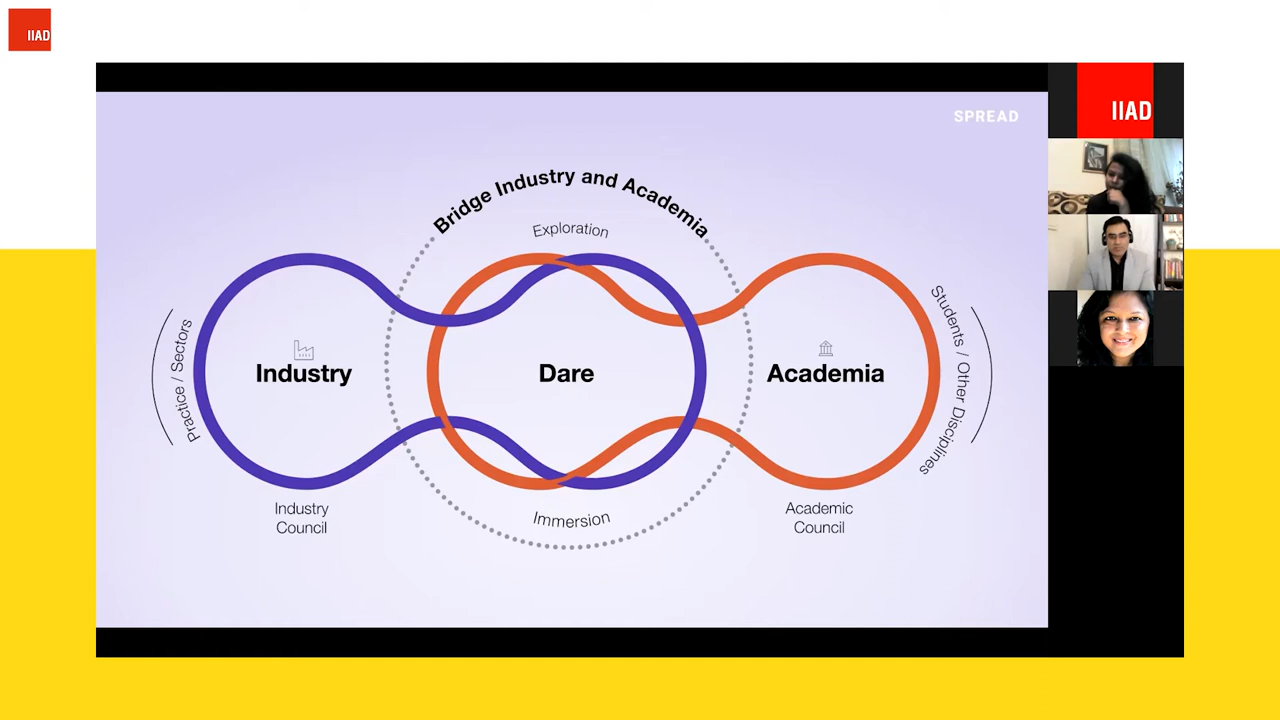 IIAD
SPREAD
IIAD
Bridge Industry and Academia
Exploration
Practice / Sectors
Industry
Dare
Academia
Students / Other Disciplines
Industry
Council
Immersion
Academic
Council